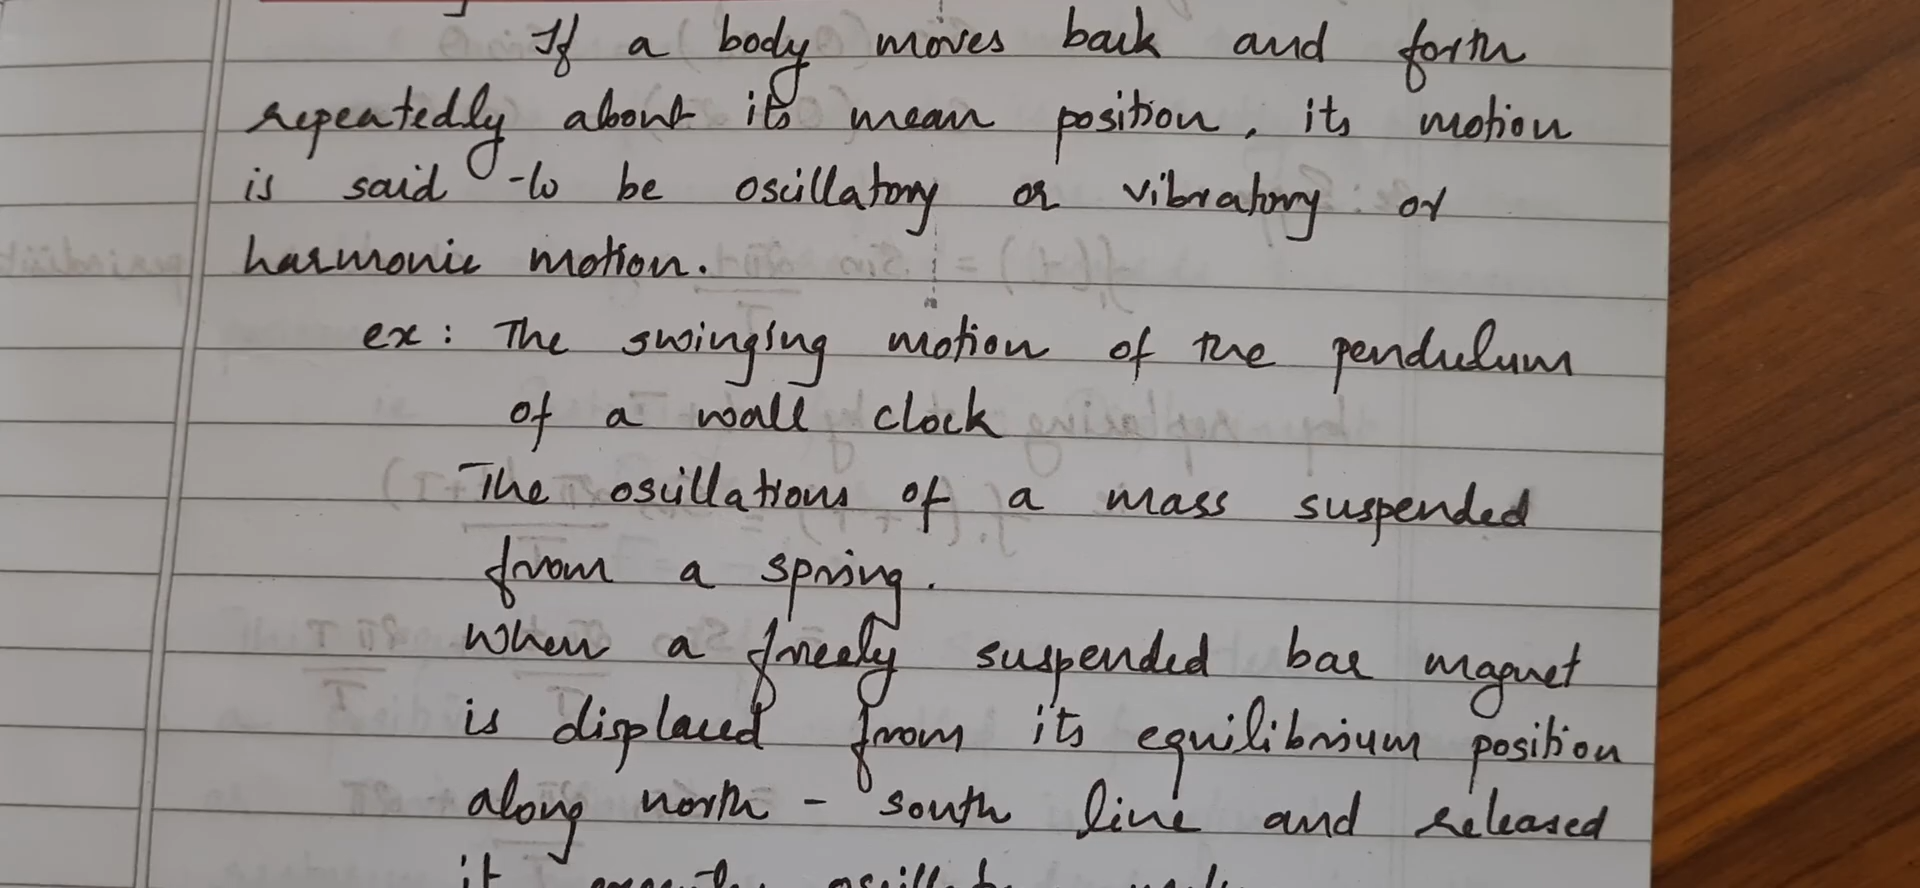 If a body moves back and forth
repeatedly about its mean position, its motion
is said to be oscillatory or vibratory or
harmonic motion.
ex: The swinging motion of the pendulum
of a wall clock
The oscillations of a mass suspended
from a spring.
When a freely suspended bar magnet
is displaced from its equilibrium position
along north - south line and released
it